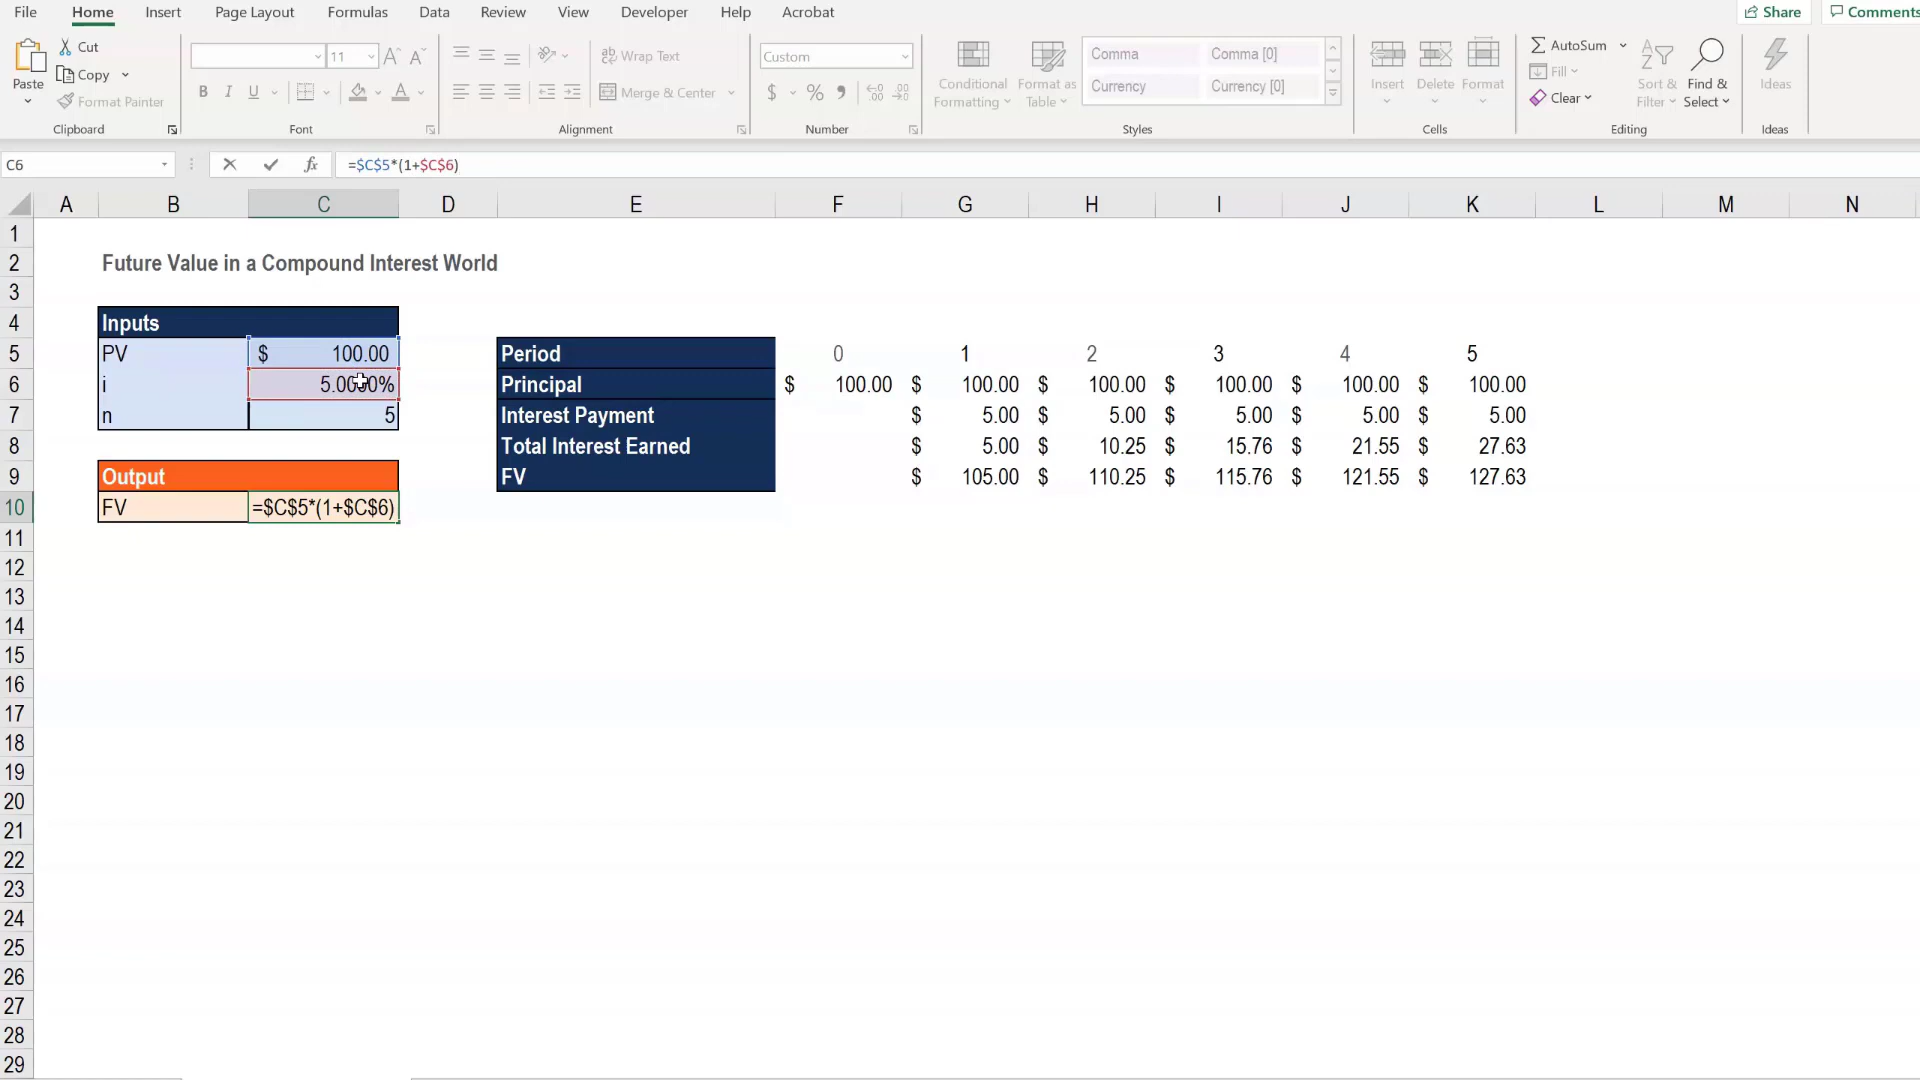 File Home Insert Page Layout Formulas Data Review View Developer Help Acrobat Share Comments
Paste Cut Copy Format Painter
Clipboard
11 A A
B I U A
Font
ab Wrap Text
Merge & Center
Alignment
Custom
$ % 9
Number
Conditional Formatting
Format as Table
Comma Comma [0]
Currency Currency [0]
Styles
Insert Delete Format
Cells
AutoSum
Fill
Clear
Sort & Filter
Find & Select
Editing
Ideas
Ideas
C6 fx =$C$5*(1+$C$6)
A B C D E F G H I J K L M N
1
2 Future Value in a Compound Interest World
3
4 Inputs
5 PV $ 100.00 Period 0 1 2 3 4 5
6 i 5.0000% Principal $ 100.00 $ 100.00 $ 100.00 $ 100.00 $ 100.00 $ 100.00
7 n 5 Interest Payment $ 5.00 $ 5.00 $ 5.00 $ 5.00 $ 5.00
8 Total Interest Earned $ 5.00 $ 10.25 $ 15.76 $ 21.55 $ 27.63
9 Output FV $ 105.00 $ 110.25 $ 115.76 $ 121.55 $ 127.63
10 FV =$C$5*(1+$C$6)
11
12
13
14
15
16
17
18
19
20
21
22
23
24
25
26
27
28
29